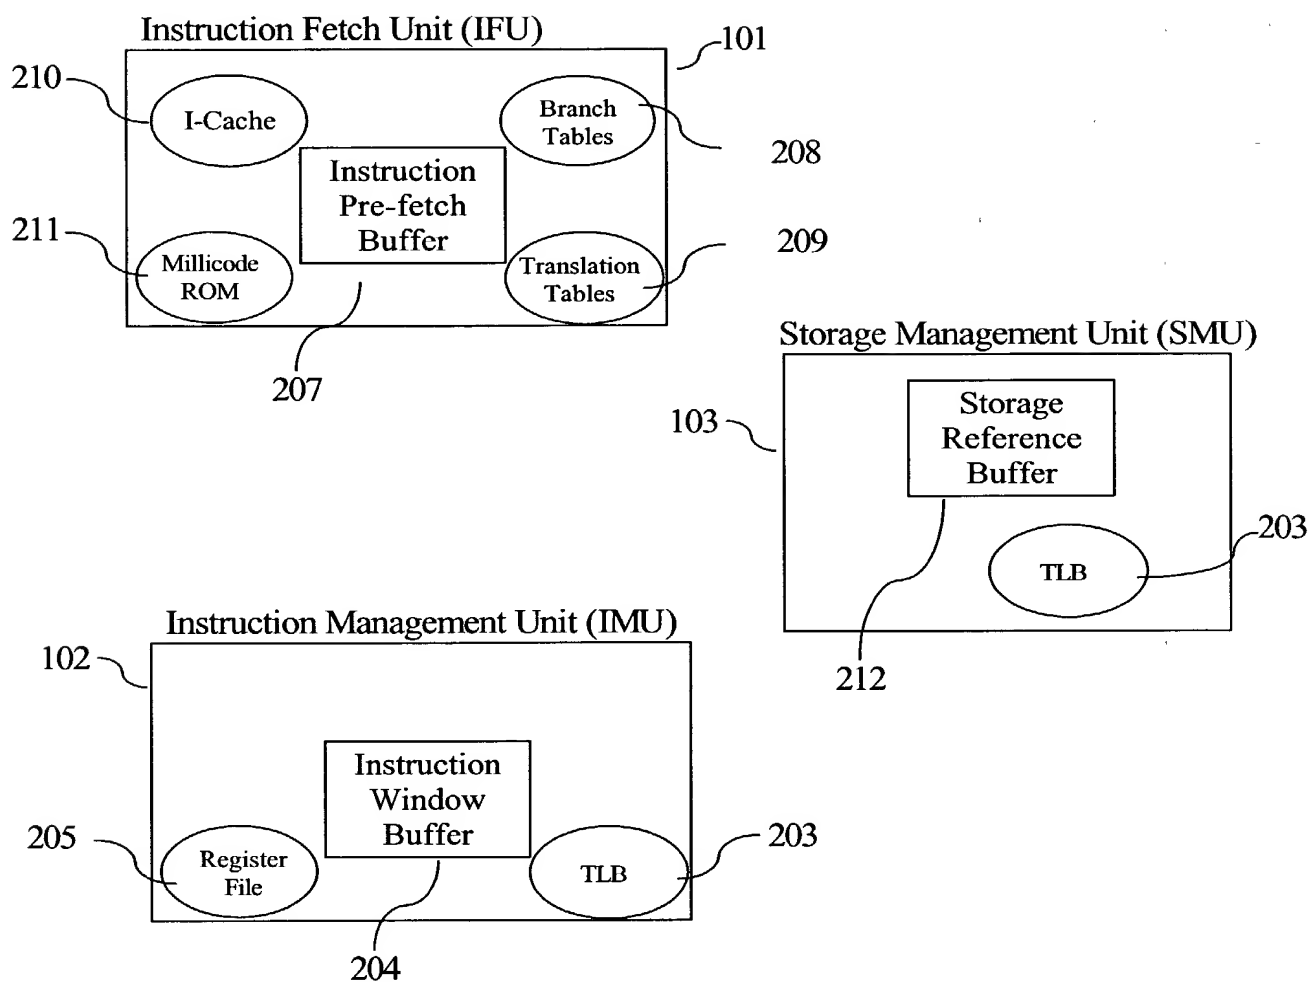 Instruction Fetch Unit (IFU)
101
210
I-Cache
Branch
Tables
208
Instruction
Pre-fetch
Buffer
211
Millicode
ROM
Translation
Tables
209
207
Storage Management Unit (SMU)
103
Storage
Reference
Buffer
203
TLB
212
Instruction Management Unit (IMU)
102
Instruction
Window
Buffer
205
Register
File
TLB
203
204